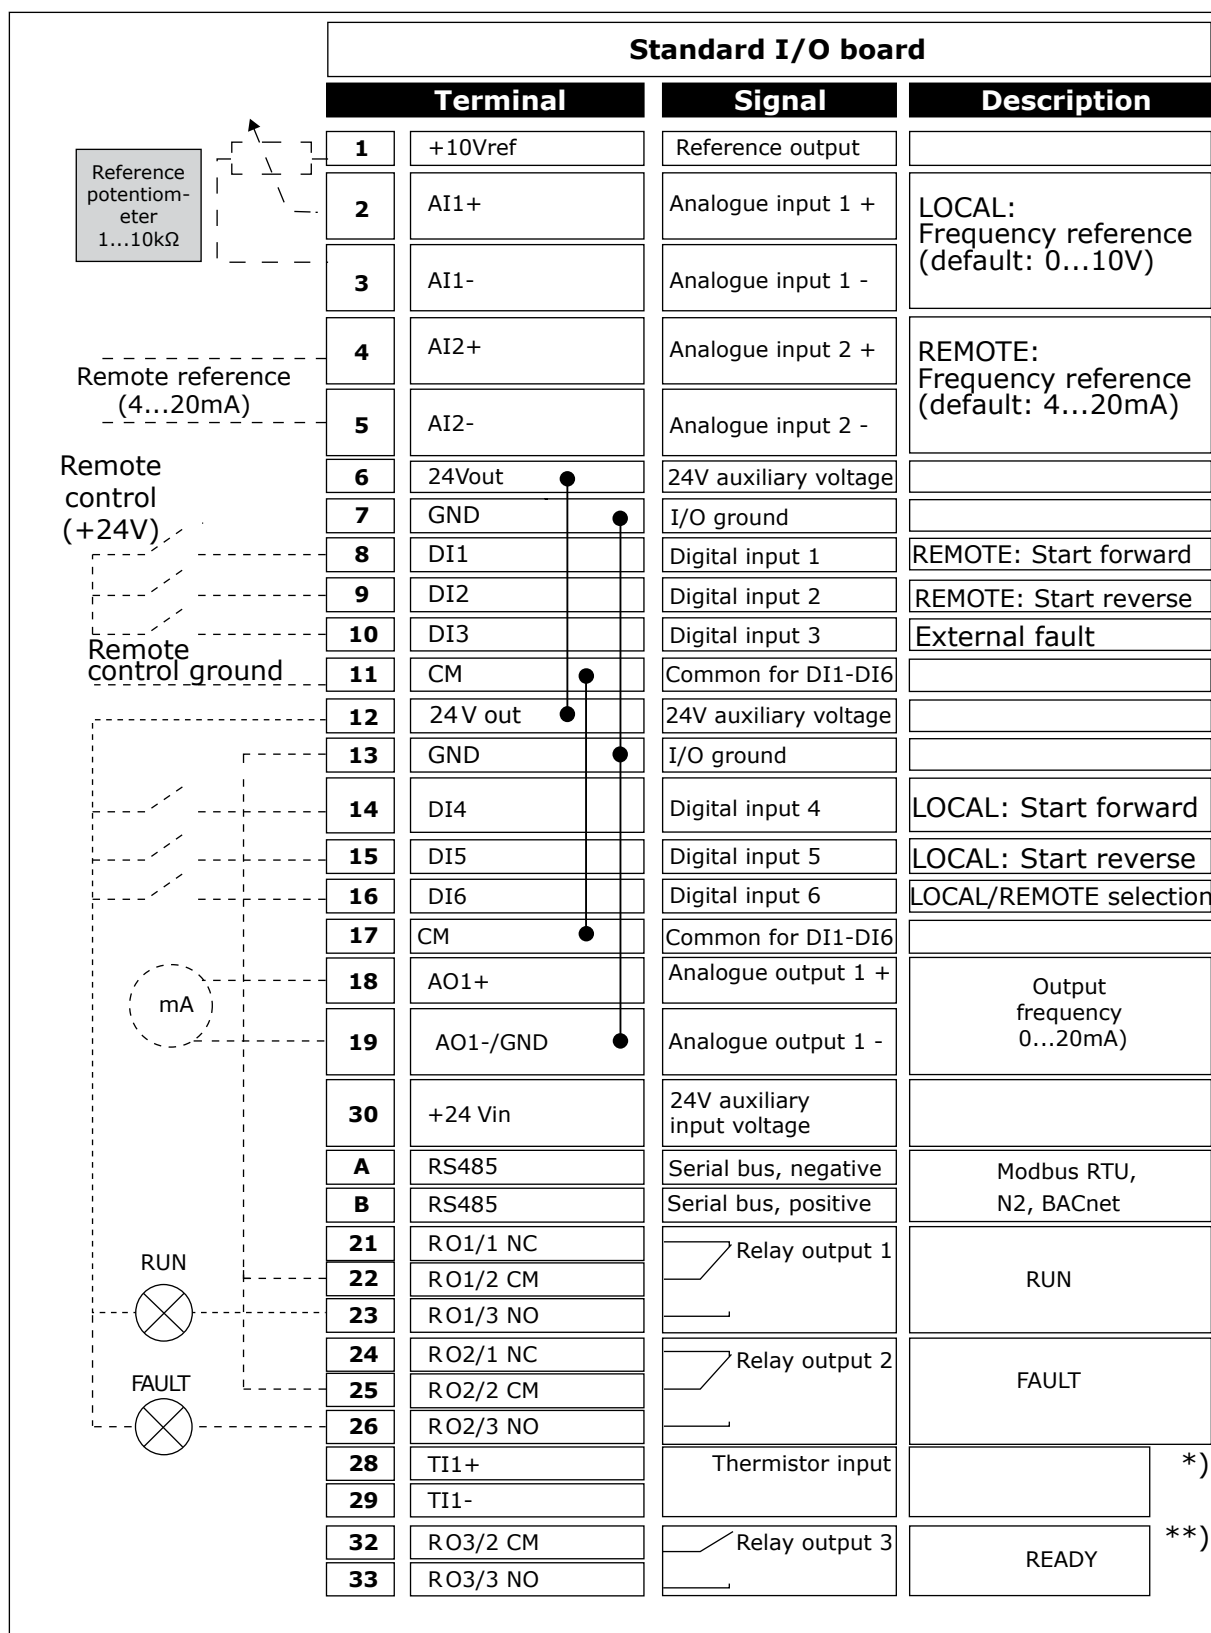 Standard I/O board
Terminal Signal Description
Reference
potentiom-
eter
1...10kΩ
1 +10Vref Reference output
2 AI1+ Analogue input 1 +
3 AI1- Analogue input 1 -
LOCAL:
Frequency reference
(default: 0...10V)
Remote reference
(4...20mA)
4 AI2+ Analogue input 2 +
5 AI2- Analogue input 2 -
REMOTE:
Frequency reference
(default: 4...20mA)
Remote
control
(+24V)
6 24Vout 24V auxiliary voltage
7 GND I/O ground
8 DI1 Digital input 1 REMOTE: Start forward
9 DI2 Digital input 2 REMOTE: Start reverse
10 DI3 Digital input 3 External fault
Remote
control ground
11 CM Common for DI1-DI6
12 24V out 24V auxiliary voltage
13 GND I/O ground
14 DI4 Digital input 4 LOCAL: Start forward
15 DI5 Digital input 5 LOCAL: Start reverse
16 DI6 Digital input 6 LOCAL/REMOTE selection
17 CM Common for DI1-DI6
mA
18 AO1+ Analogue output 1 +
19 AO1-/GND Analogue output 1 -
Output
frequency
0...20mA)
30 +24 Vin 24V auxiliary
input voltage
A RS485 Serial bus, negative
B RS485 Serial bus, positive
Modbus RTU,
N2, BACnet
RUN
21 RO1/1 NC Relay output 1
22 RO1/2 CM RUN
23 RO1/3 NO
FAULT
24 RO2/1 NC Relay output 2
25 RO2/2 CM FAULT
26 RO2/3 NO
28 TI1+ Thermistor input *)
29 TI1-
32 RO3/2 CM Relay output 3 READY **)
33 RO3/3 NO